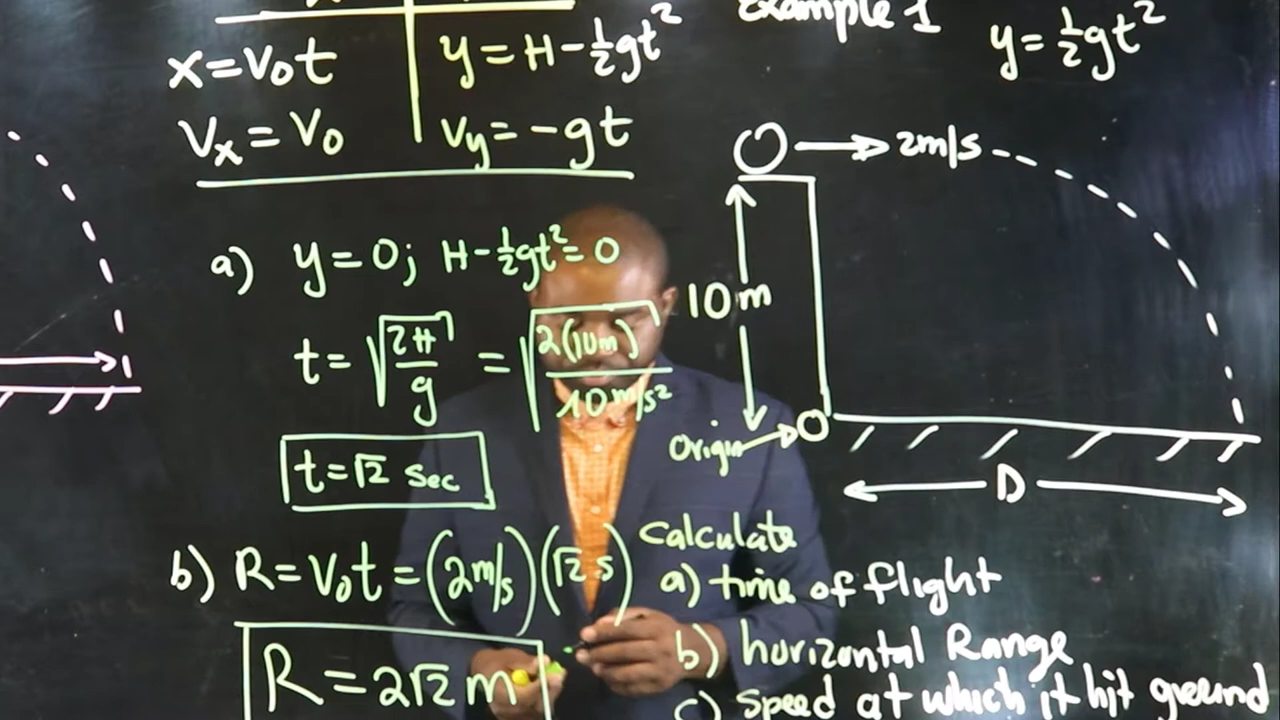 x=v₀t
y=H-½gt²
vₓ=v₀
vy=-gt
a) y=0; H-½gt²=0
t=√(2H/g) = √(2(10m)/10m/s²)
t=√2 sec
b) R=v₀t=(2m/s)(√2 s)
R=2√2 m
Example 1
y=½gt²
2m/s
10m
Origin
D
Calculate
a) time of flight
b) horizontal Range
c) speed at which it hit ground